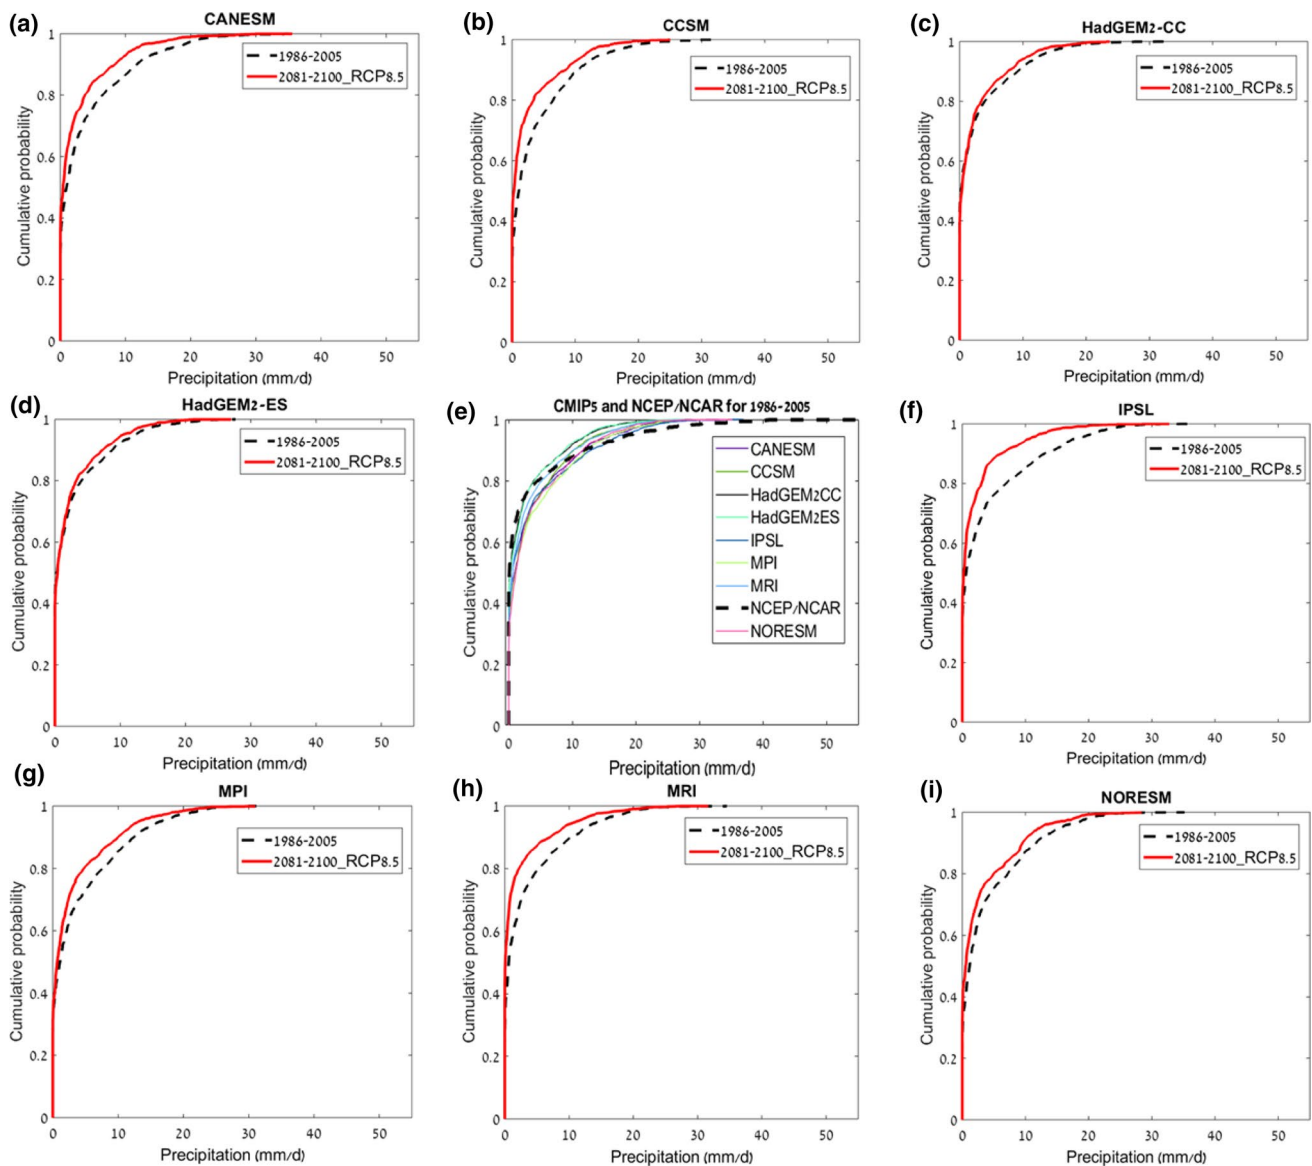 (a)
CANESM
1
0.8
0.6
0.4
0.2
0
Cumulative probability
1986-2005
2081-2100_RCP8.5
0 10 20 30 40 50
Precipitation (mm/d)
(b)
CCSM
1
0.8
0.6
0.4
0.2
0
Cumulative probability
1986-2005
2081-2100_RCP8.5
0 10 20 30 40 50
Precipitation (mm/d)
(c)
HadGEM2-CC
1
0.8
0.6
0.4
0.2
0
Cumulative probability
1986-2005
2081-2100_RCP8.5
0 10 20 30 40 50
Precipitation (mm/d)
(d)
HadGEM2-ES
1
0.8
0.6
0.4
0.2
0
Cumulative probability
1986-2005
2081-2100_RCP8.5
0 10 20 30 40 50
Precipitation (mm/d)
(e)
CMIP5 and NCEP/NCAR for 1986-2005
1
0.8
0.6
0.4
0.2
0
Cumulative probability
CANESM
CCSM
HadGEM2CC
HadGEM2ES
IPSL
MPI
MRI
NCEP/NCAR
NORESM
0 10 20 30 40 50
Precipitation (mm/d)
(f)
IPSL
1
0.8
0.6
0.4
0.2
0
Cumulative probability
1986-2005
2081-2100_RCP8.5
0 10 20 30 40 50
Precipitation (mm/d)
(g)
MPI
1
0.8
0.6
0.4
0.2
0
Cumulative probability
1986-2005
2081-2100_RCP8.5
0 10 20 30 40 50
Precipitation (mm/d)
(h)
MRI
1
0.8
0.6
0.4
0.2
0
Cumulative probability
1986-2005
2081-2100_RCP8.5
0 10 20 30 40 50
Precipitation (mm/d)
(i)
NORESM
1
0.8
0.6
0.4
0.2
0
Cumulative probability
1986-2005
2081-2100_RCP8.5
0 10 20 30 40 50
Precipitation (mm/d)